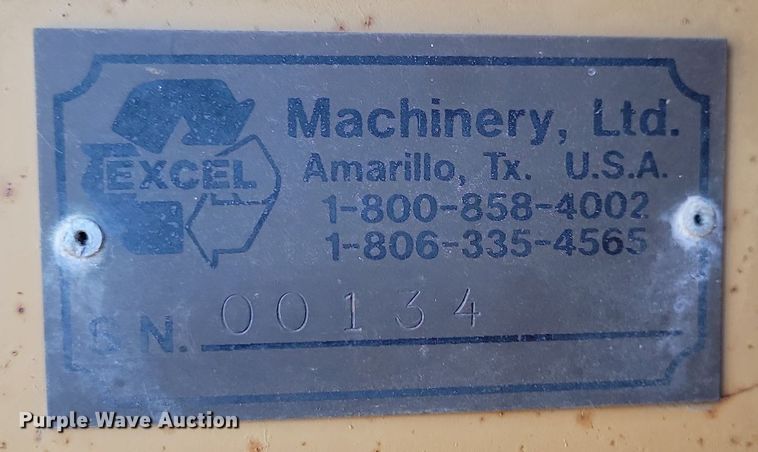 EXCEL
Machinery, Ltd.
Amarillo, Tx. U.S.A.
1-800-858-4002
1-806-335-4565
S N. 00134
Purple Wave Auction